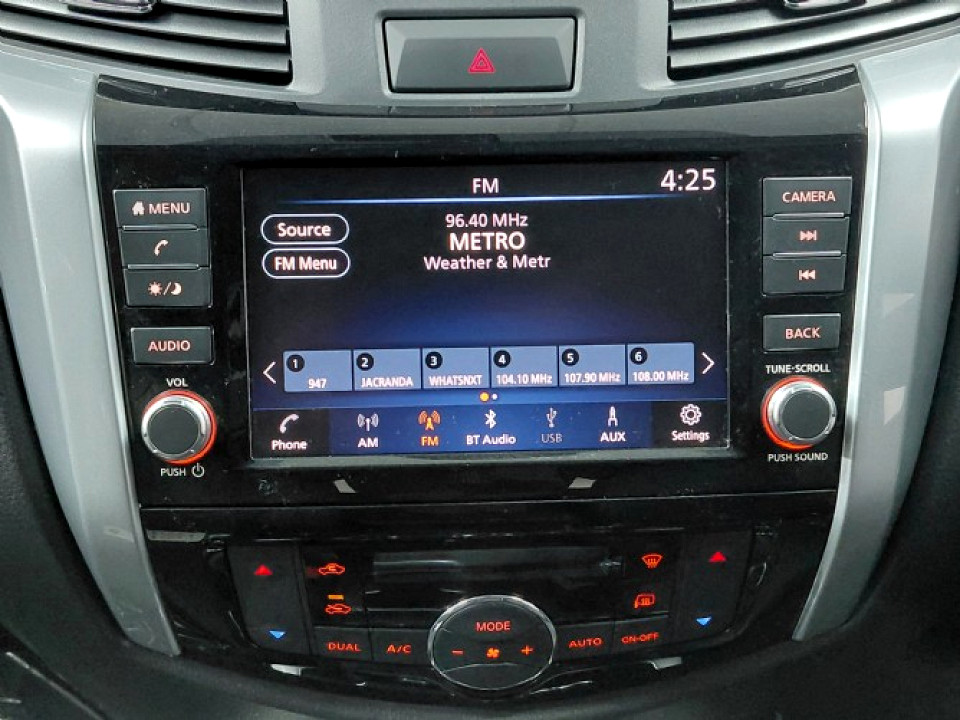 FM
4:25
MENU
CAMERA
Source
96.40 MHz
METRO
FM Menu
Weather & Metr
AUDIO
BACK
1
2
3
4
5
6
947
JACRANDA
WHATSNXT
104.10 MHz
107.90 MHz
108.00 MHz
VOL
TUNE·SCROLL
Phone
AM
FM
BT Audio
USB
AUX
Settings
PUSH
PUSH SOUND
MODE
DUAL
A/C
AUTO
ON·OFF